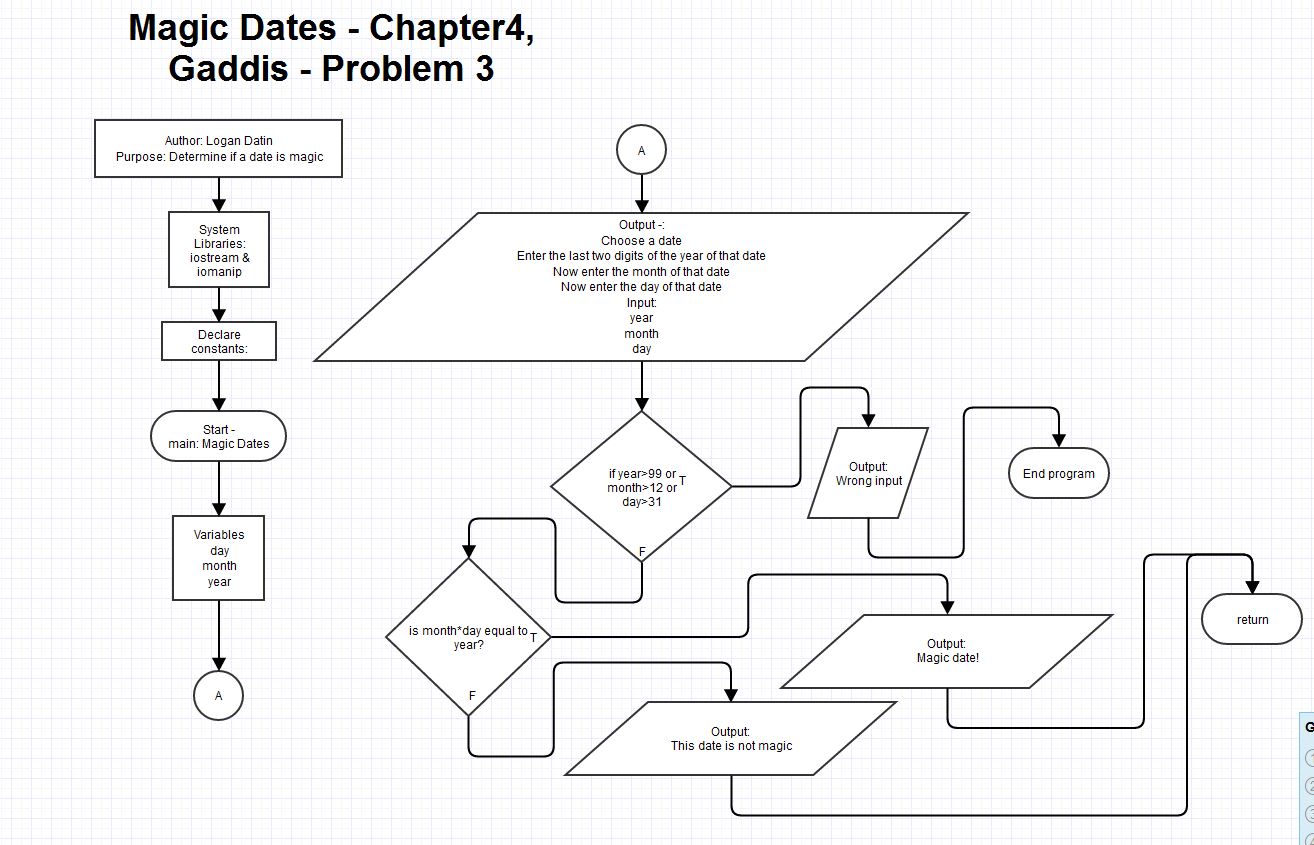 Magic Dates - Chapter4,
Gaddis - Problem 3
Author: Logan Datin
Purpose: Determine if a date is magic
System
Libraries:
iostream &
iomanip
Declare
constants:
Start -
main: Magic Dates
Variables
day
month
year
A
A
Output -:
Choose a date
Enter the last two digits of the year of that date
Now enter the month of that date
Now enter the day of that date
Input:
year
month
day
if year>99 or
month>12 or
day>31
T
F
Output:
Wrong input
End program
is month*day equal to
year?
T
F
Output:
Magic date!
Output:
This date is not magic
return
G
1
2
3
4